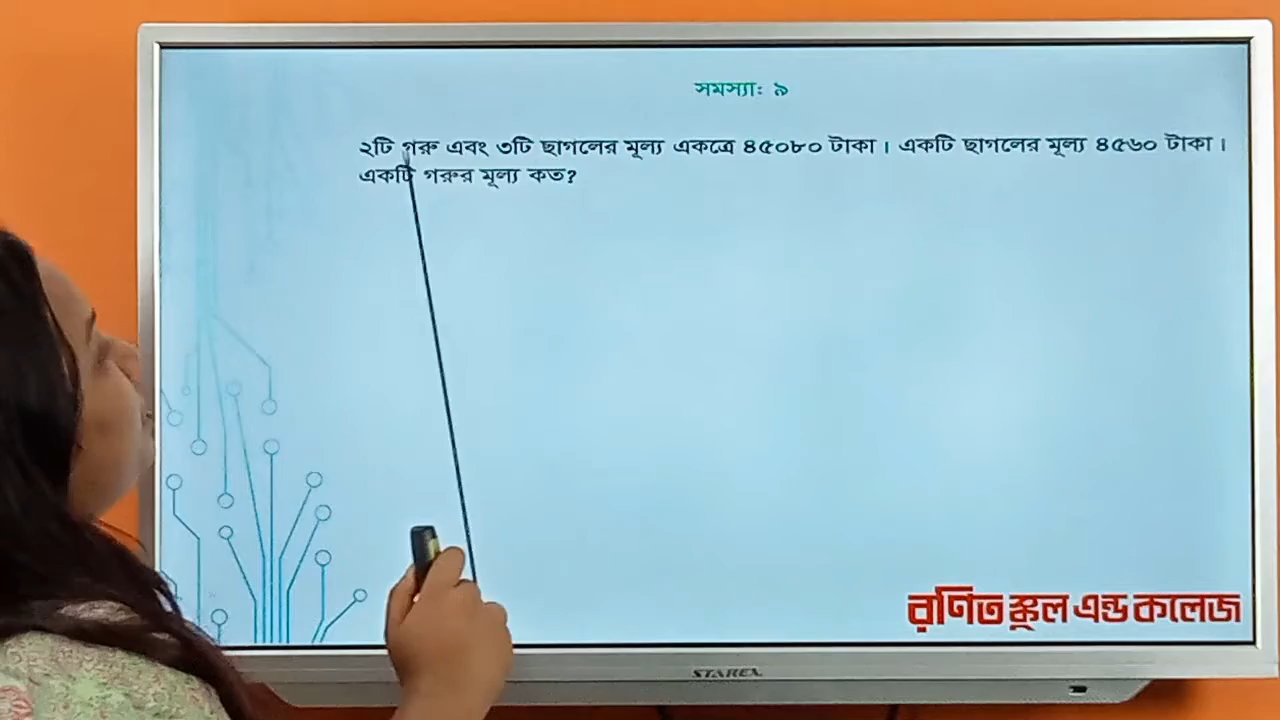 সমস্যাঃ ৯
২টি গরু এবং ৩টি ছাগলের মূল্য একত্রে ৪৫০৮০ টাকা। একটি ছাগলের মূল্য ৪৫৬০ টাকা।
একটি গরুর মূল্য কত?
রণিত স্কুল এন্ড কলেজ
STAREX